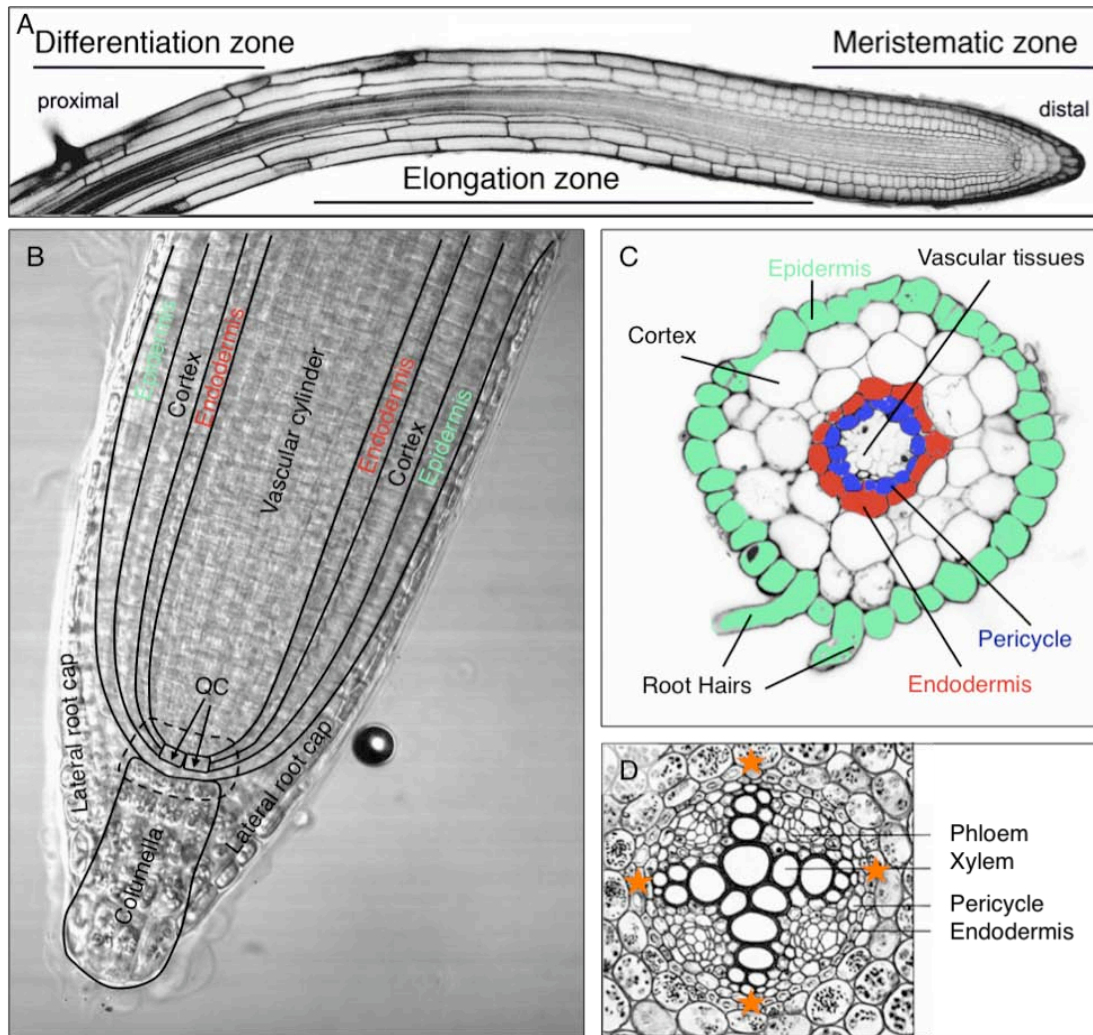 A
Differentiation zone
Meristematic zone
proximal
distal
Elongation zone
B
Epidermis
Cortex
Endodermis
Vascular cylinder
Endodermis
Cortex
Epidermis
QC
Lateral root cap
Lateral root cap
Columella
C
Epidermis
Vascular tissues
Cortex
Pericycle
Root Hairs
Endodermis
D
Phloem
Xylem
Pericycle
Endodermis